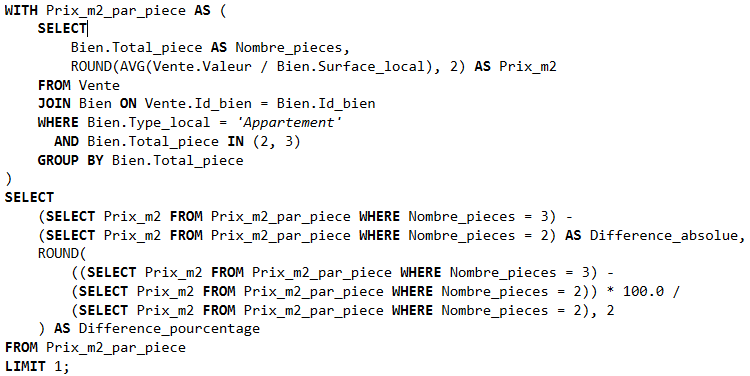 WITH Prix_m2_par_piece AS (
    SELECT
        Bien.Total_piece AS Nombre_pieces,
        ROUND(AVG(Vente.Valeur / Bien.Surface_local), 2) AS Prix_m2
    FROM Vente
    JOIN Bien ON Vente.Id_bien = Bien.Id_bien
    WHERE Bien.Type_local = 'Appartement'
      AND Bien.Total_piece IN (2, 3)
    GROUP BY Bien.Total_piece
)
SELECT
    (SELECT Prix_m2 FROM Prix_m2_par_piece WHERE Nombre_pieces = 3) -
    (SELECT Prix_m2 FROM Prix_m2_par_piece WHERE Nombre_pieces = 2) AS Difference_absolue,
    ROUND(
        ((SELECT Prix_m2 FROM Prix_m2_par_piece WHERE Nombre_pieces = 3) -
        (SELECT Prix_m2 FROM Prix_m2_par_piece WHERE Nombre_pieces = 2)) * 100.0 /
        (SELECT Prix_m2 FROM Prix_m2_par_piece WHERE Nombre_pieces = 2), 2
    ) AS Difference_pourcentage
FROM Prix_m2_par_piece
LIMIT 1;